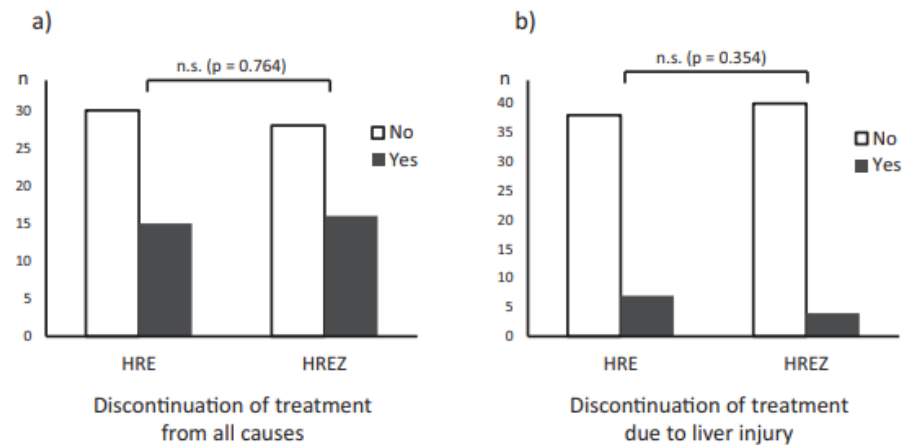 a)
n.s. (p = 0.764)
n
30
25
20
15
10
5
0
No
Yes
HRE
HREZ
Discontinuation of treatment
from all causes
b)
n.s. (p = 0.354)
n
40
35
30
25
20
15
10
5
0
No
Yes
HRE
HREZ
Discontinuation of treatment
due to liver injury